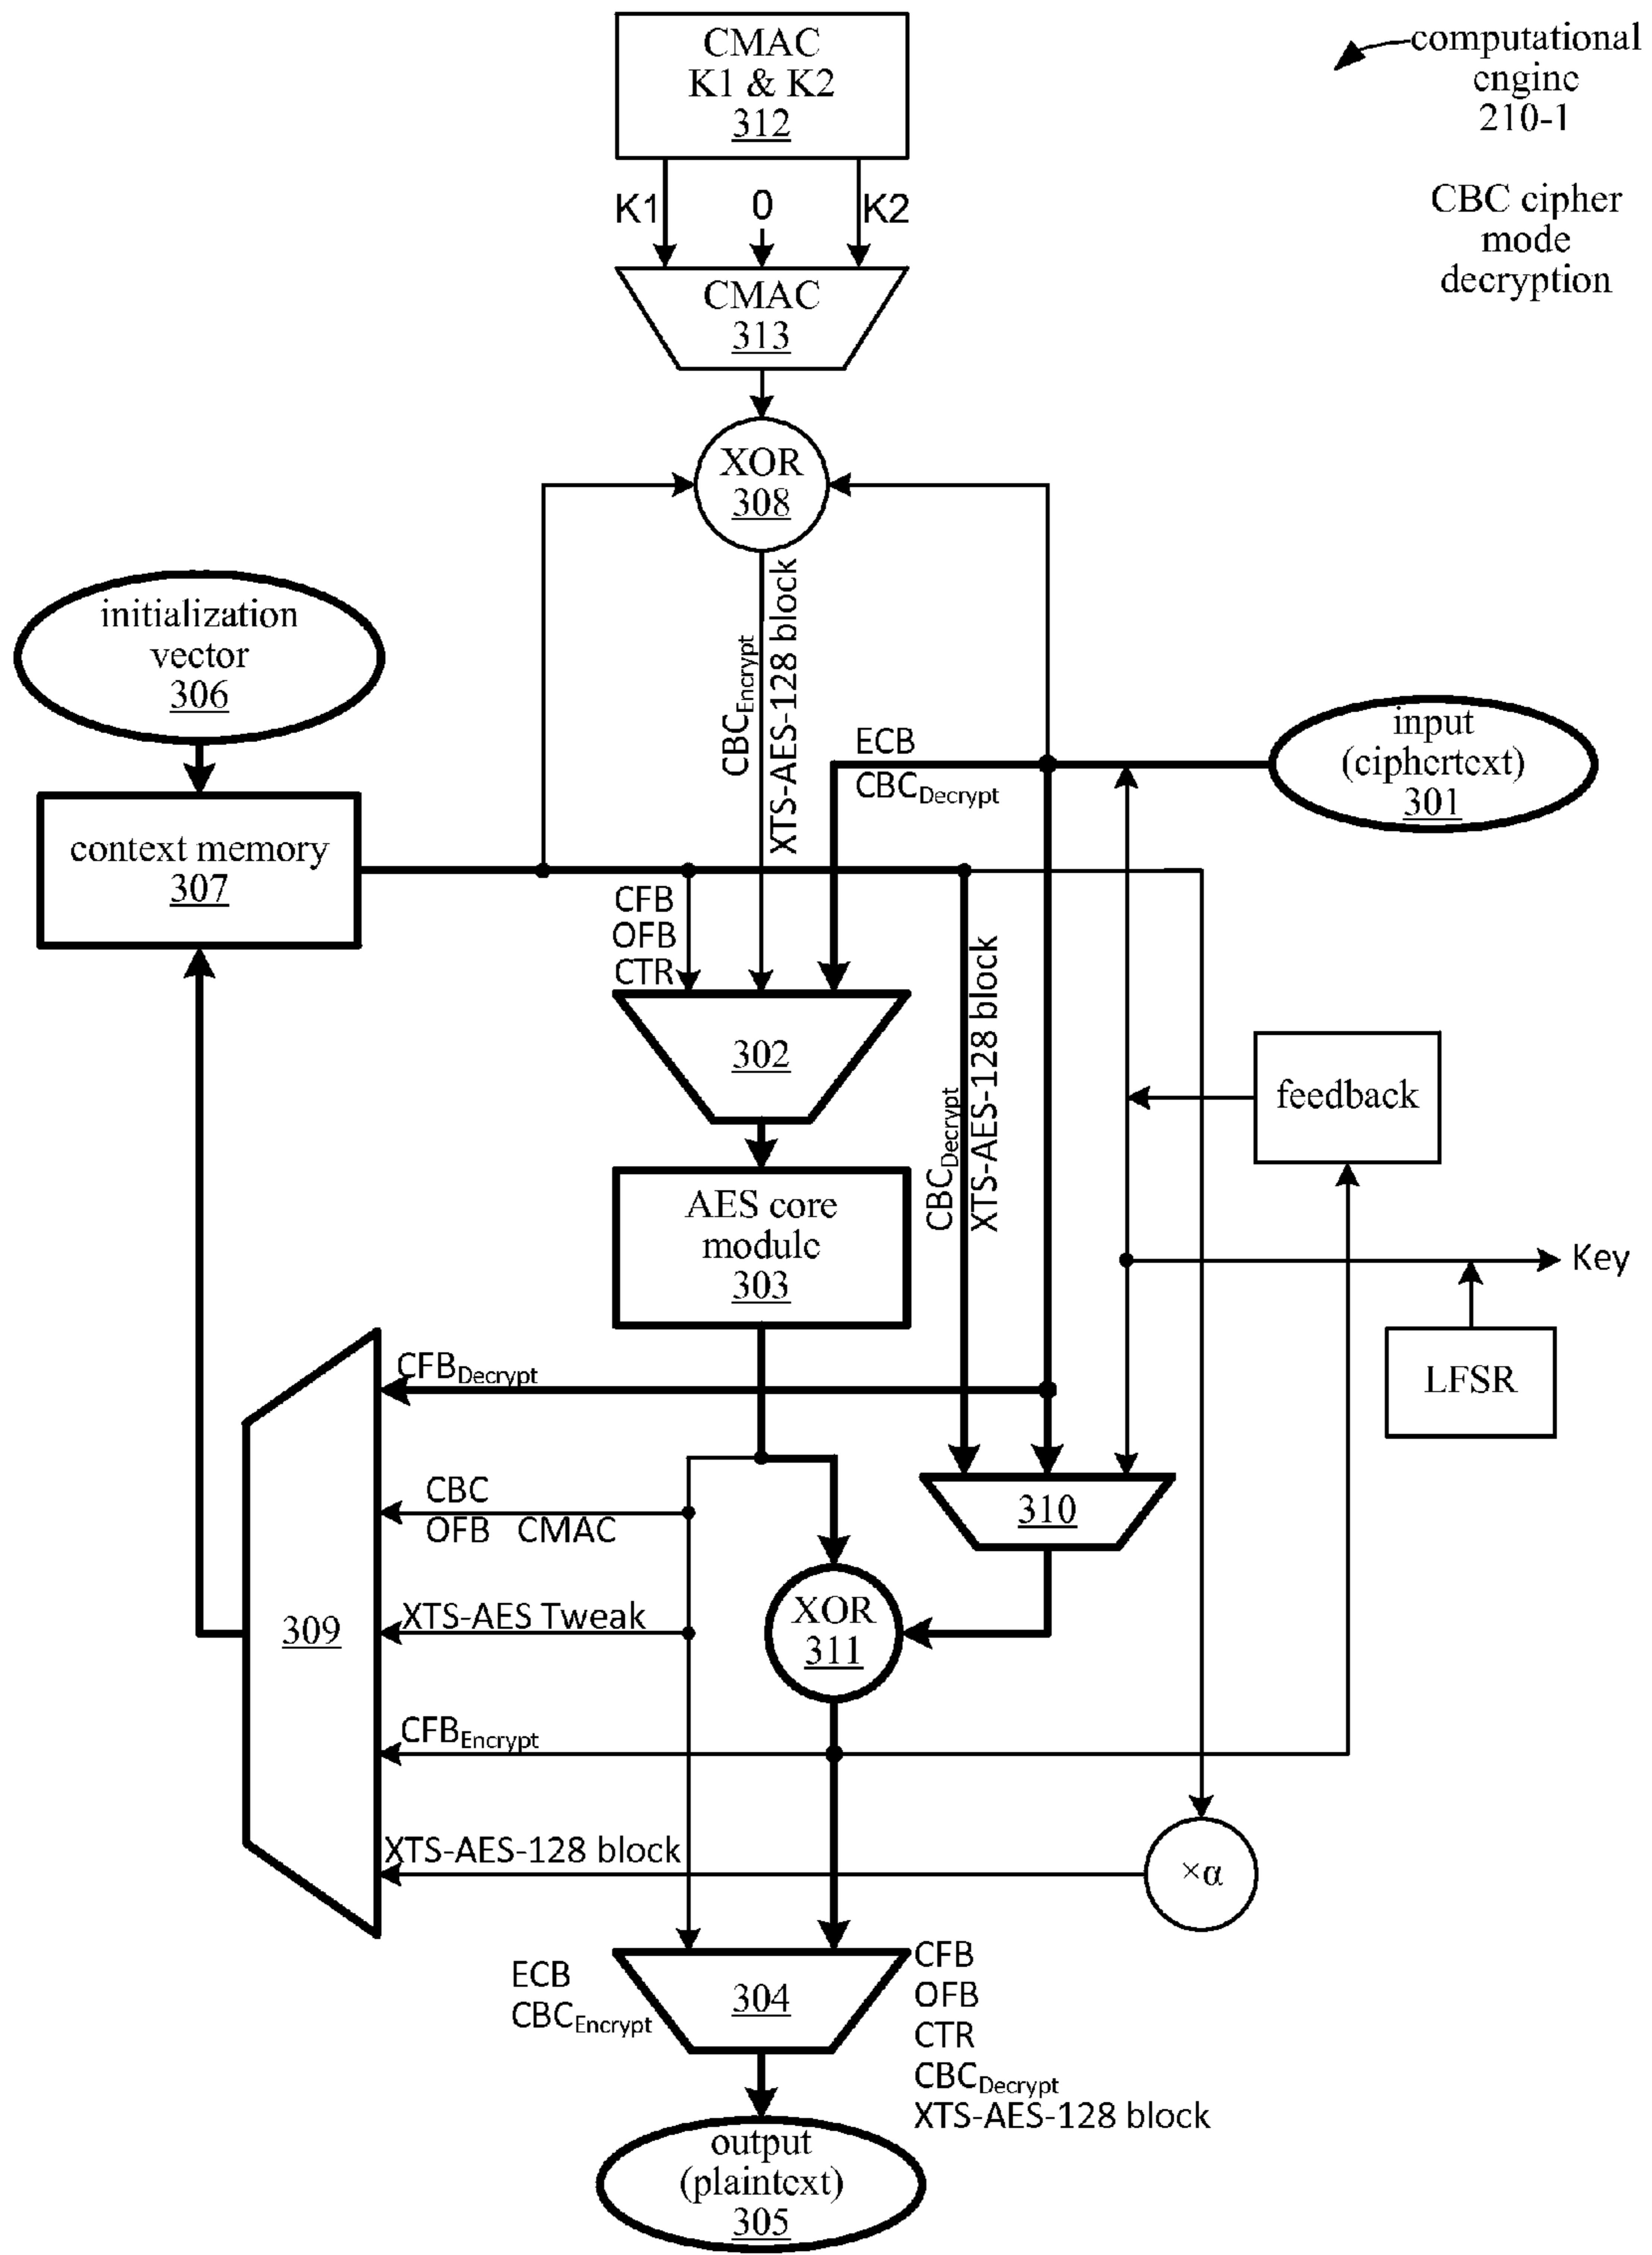 CMAC
K1 & K2
312
computational
engine
210-1
CBC cipher
mode
decryption
K1
0
K2
CMAC
313
XOR
308
initialization
vector
306
CBCEncrypt
XTS-AES-128 block
ECB
CBCDecrypt
input
(ciphertext)
301
context memory
307
CFB
OFB
CTR
302
CBCDecrypt
XTS-AES-128 block
feedback
AES core
module
303
Key
LFSR
CFBDecrypt
CBC
OFB CMAC
310
309
XTS-AES Tweak
XOR
311
CFBEncrypt
XTS-AES-128 block
×α
ECB
CBCEncrypt
304
CFB
OFB
CTR
CBCDecrypt
XTS-AES-128 block
output
(plaintext)
305